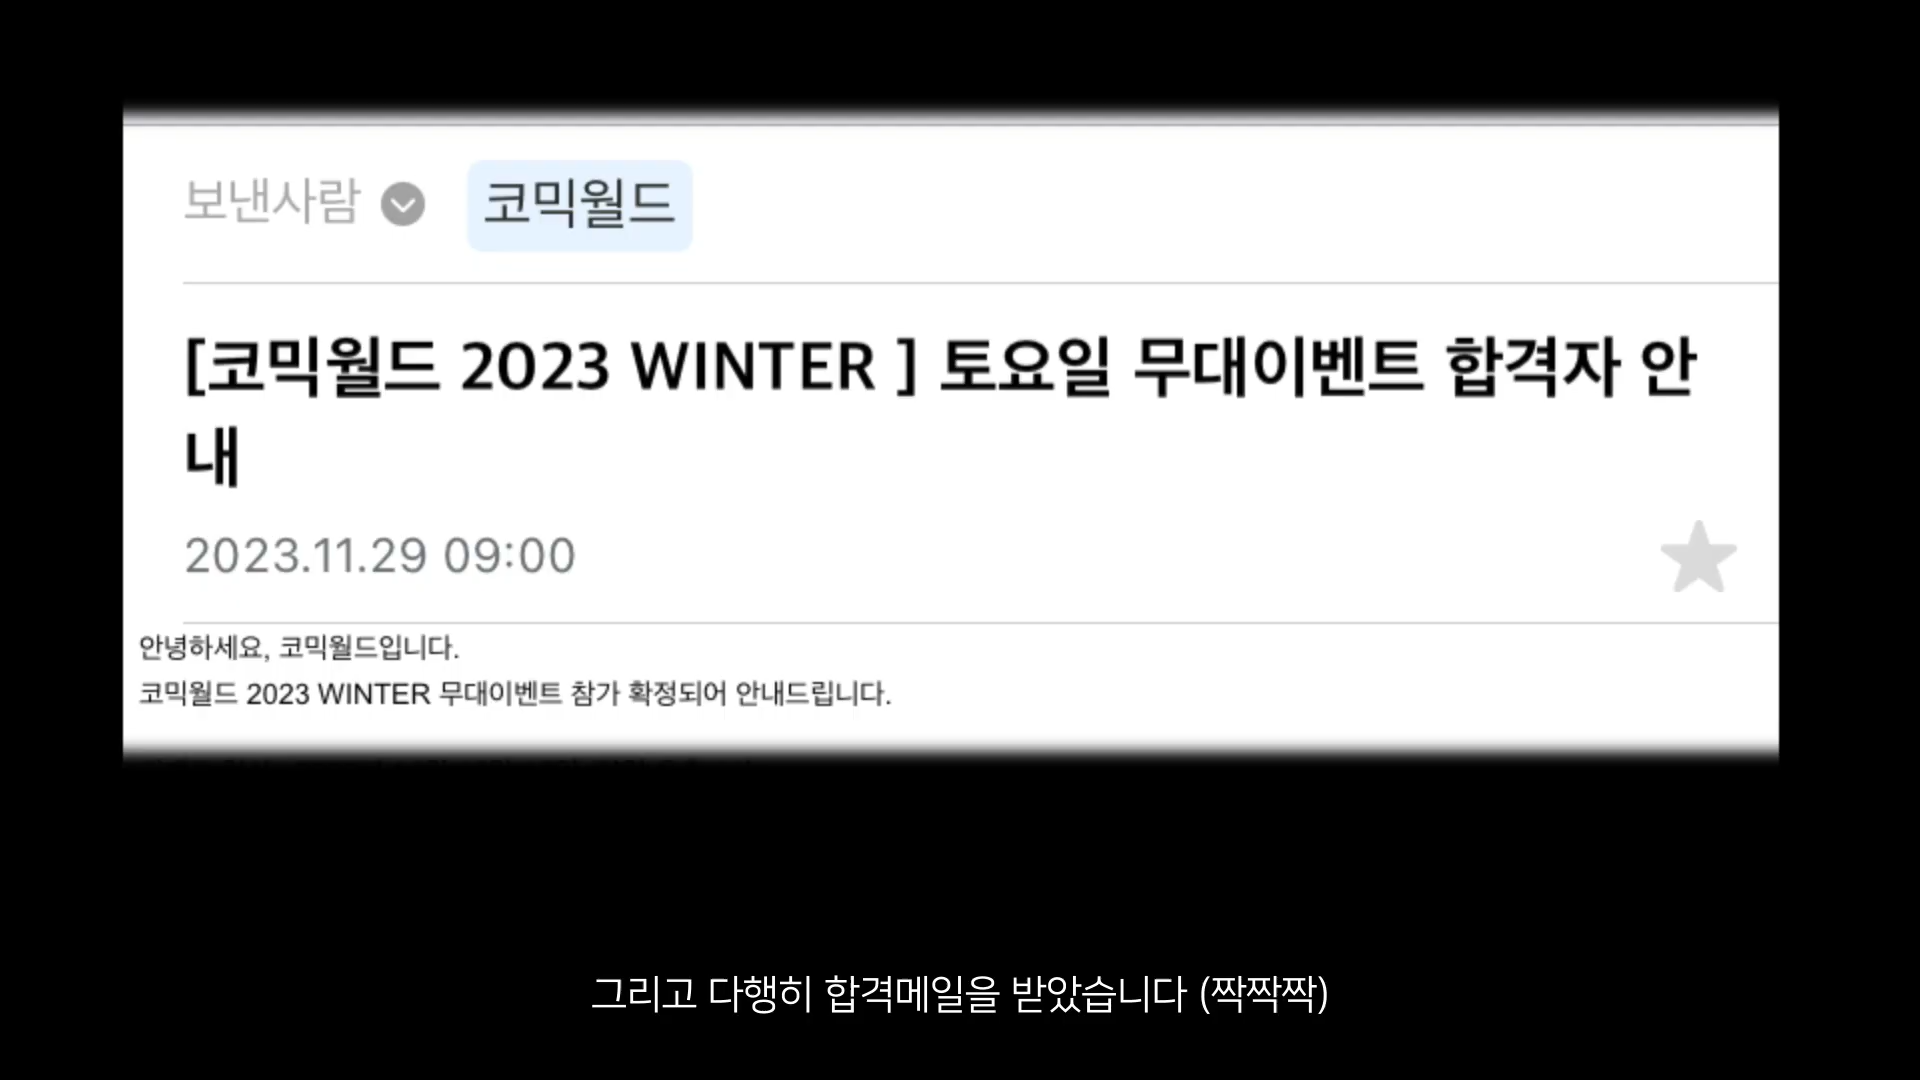 보낸사람 코믹월드
[코믹월드 2023 WINTER ] 토요일 무대이벤트 합격자 안
내
2023.11.29 09:00
안녕하세요, 코믹월드입니다.
코믹월드 2023 WINTER 무대이벤트 참가 확정되어 안내드립니다.
그리고 다행히 합격메일을 받았습니다 (짝짝짝)